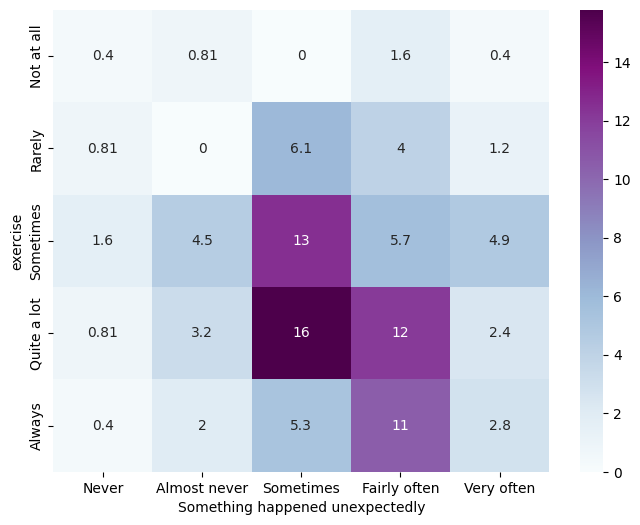 Not at all 0.4 0.81 0 1.6 0.4
Rarely 0.81 0 6.1 4 1.2
Sometimes 1.6 4.5 13 5.7 4.9
Quite a lot 0.81 3.2 16 12 2.4
Always 0.4 2 5.3 11 2.8
exercise
Never Almost never Sometimes Fairly often Very often
Something happened unexpectedly
14
12
10
8
6
4
2
0